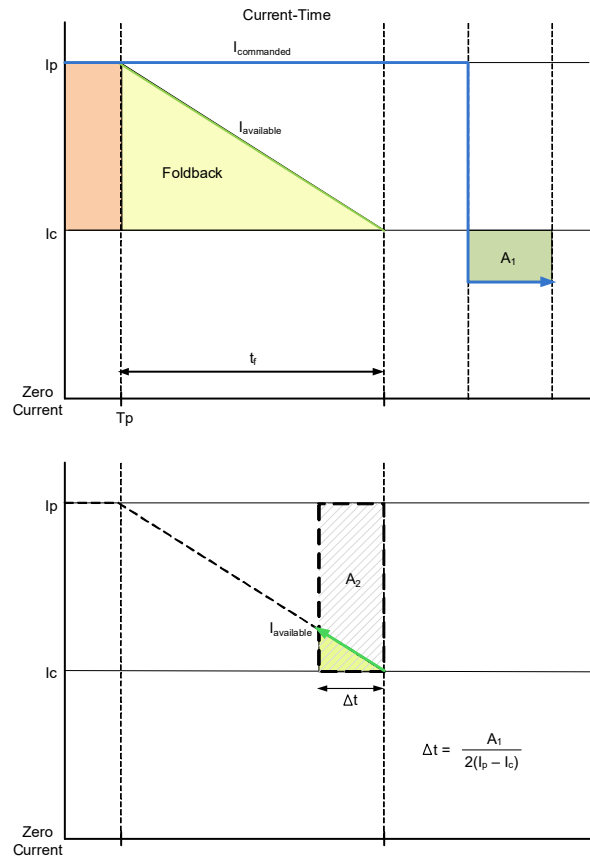 Current-Time
Ip
Icommanded
Iavailable
Foldback
Ic
A1
tf
Zero
Current
Tp
Ip
A2
Iavailable
Ic
Δt
Δt = A1
2(Ip – Ic)
Zero
Current